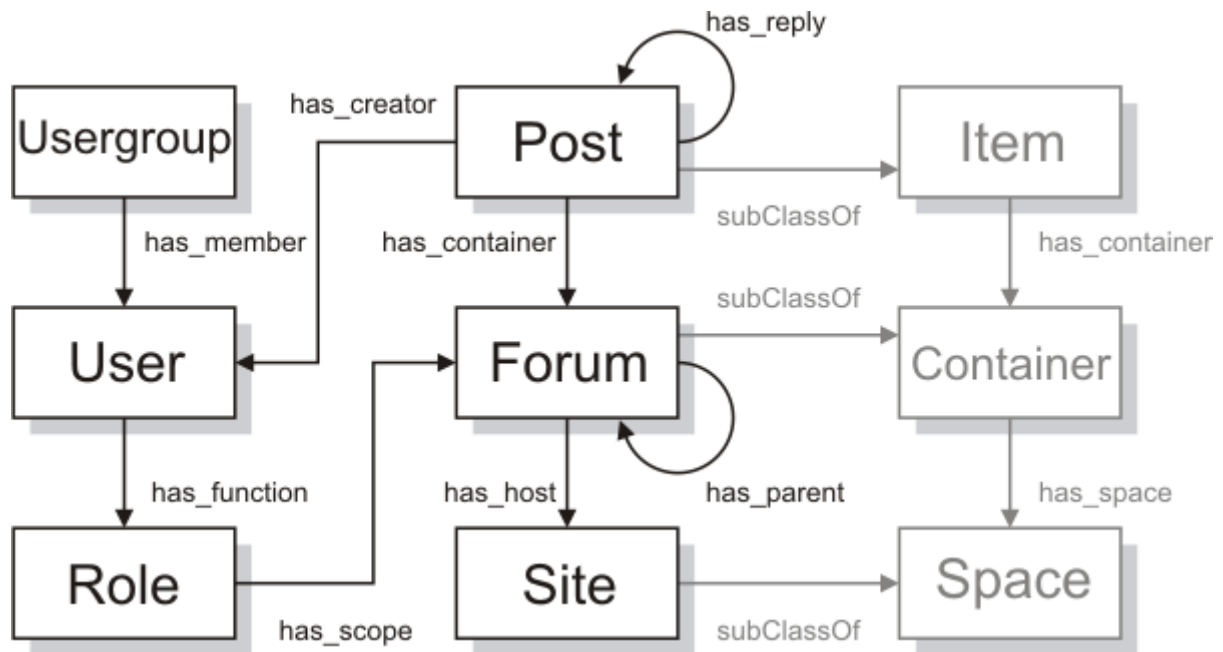 has_reply
has_creator
Usergroup
Post
Item
subClassOf
has_member
has_container
has_container
subClassOf
User
Forum
Container
has_function
has_host
has_parent
has_space
Role
Site
Space
has_scope
subClassOf